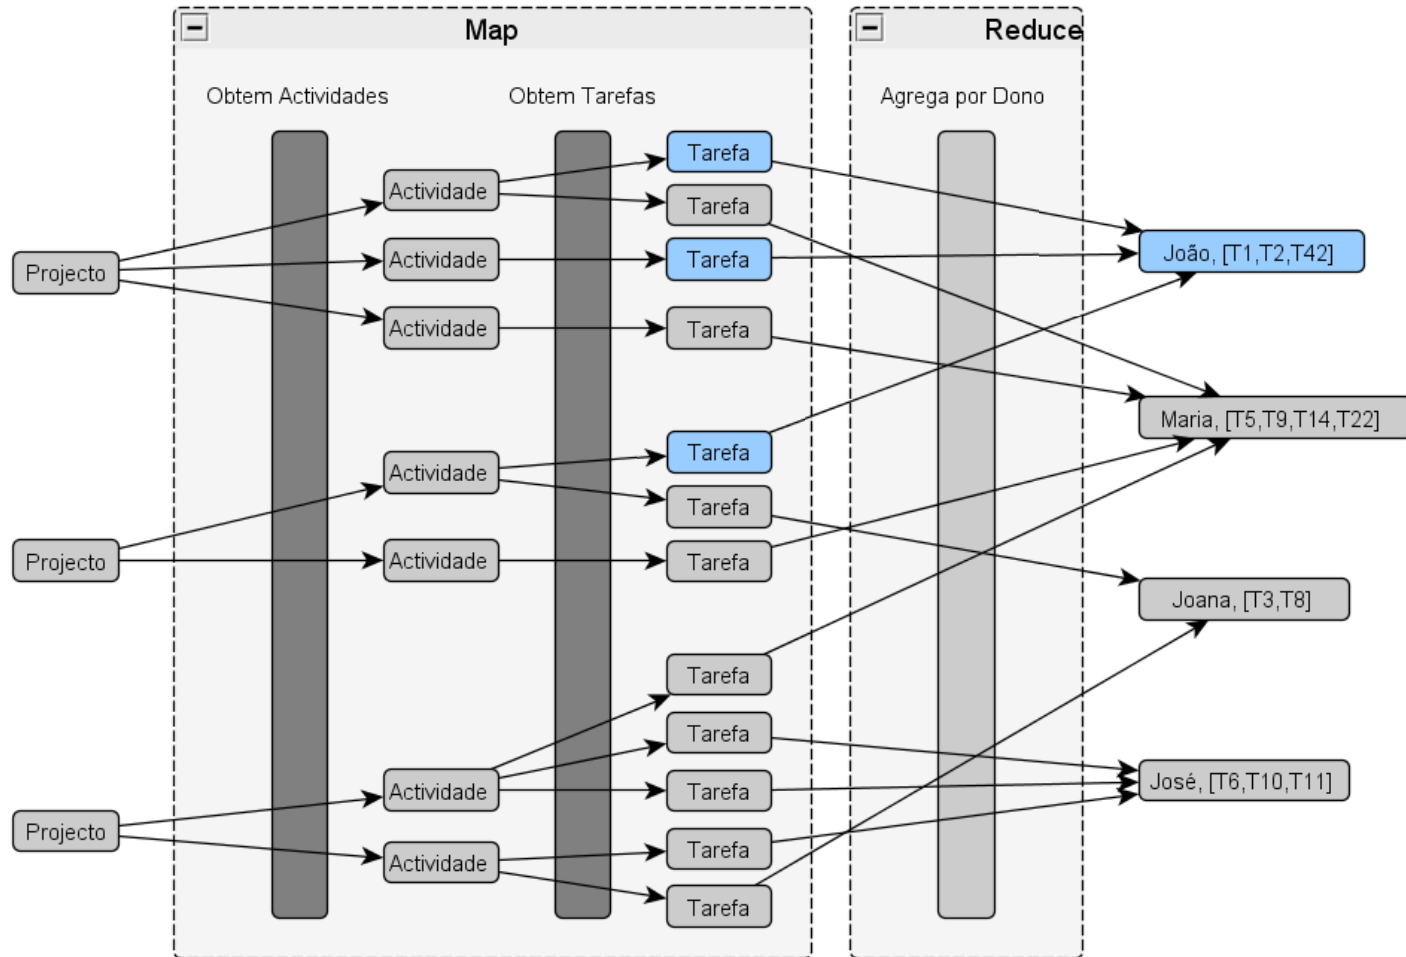 Map
Reduce
Obtem Actividades
Obtem Tarefas
Agrega por Dono
Projecto
Actividade
Actividade
Actividade
Tarefa
Tarefa
Tarefa
Tarefa
Projecto
Actividade
Actividade
Tarefa
Tarefa
Tarefa
Projecto
Actividade
Actividade
Tarefa
Tarefa
Tarefa
Tarefa
Tarefa
João, [T1,T2,T42]
Maria, [T5,T9,T14,T22]
Joana, [T3,T8]
José, [T6,T10,T11]